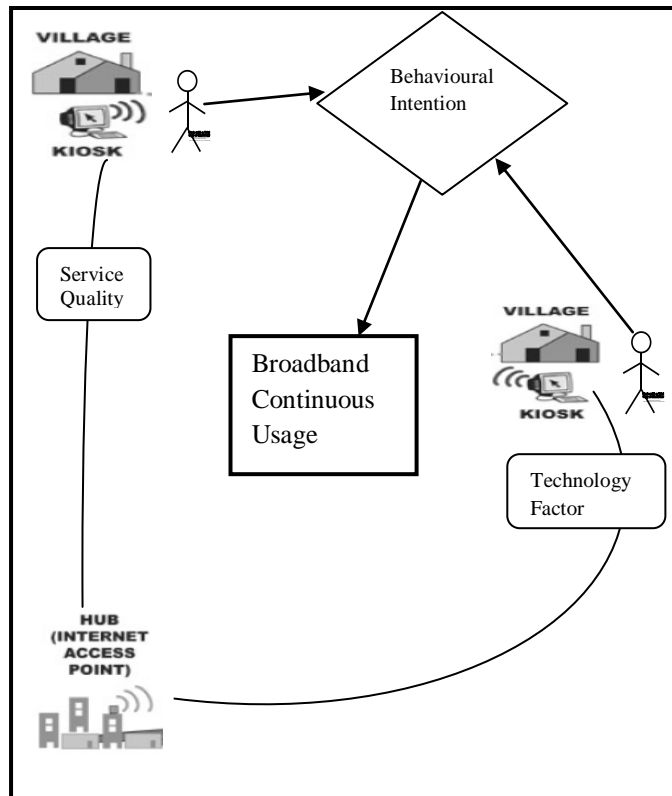 VILLAGE
KIOSK
Behavioural
Intention
Service
Quality
VILLAGE
KIOSK
Broadband
Continuous
Usage
Technology
Factor
HUB
(INTERNET
ACCESS
POINT)